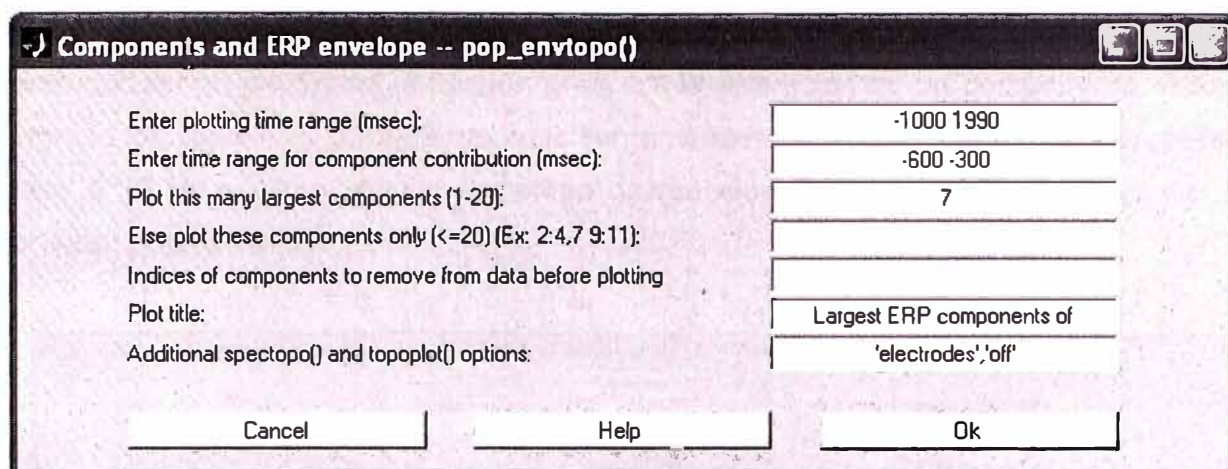 Components and ERP envelope -- pop_envtopo()
Enter plotting time range (msec): -1000 1990
Enter time range for component contribution (msec): -600 -300
Plot this many largest components (1-20): 7
Else plot these components only (<=20) (Ex: 2:4,7 9:11):
Indices of components to remove from data before plotting
Plot title: Largest ERP components of
Additional spectopo() and topoplot() options: 'electrodes','off'
Cancel Help Ok